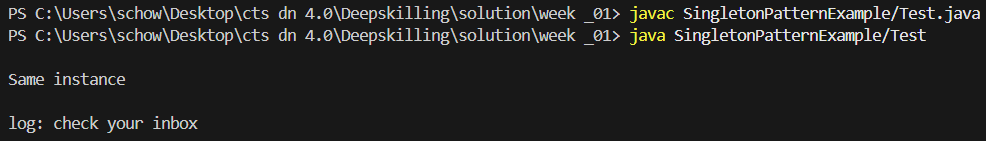 PS C:\Users\schow\Desktop\cts dn 4.0\Deepskilling\solution\week _01> javac SingletonPatternExample/Test.java
PS C:\Users\schow\Desktop\cts dn 4.0\Deepskilling\solution\week _01> java SingletonPatternExample/Test
Same instance
log: check your inbox